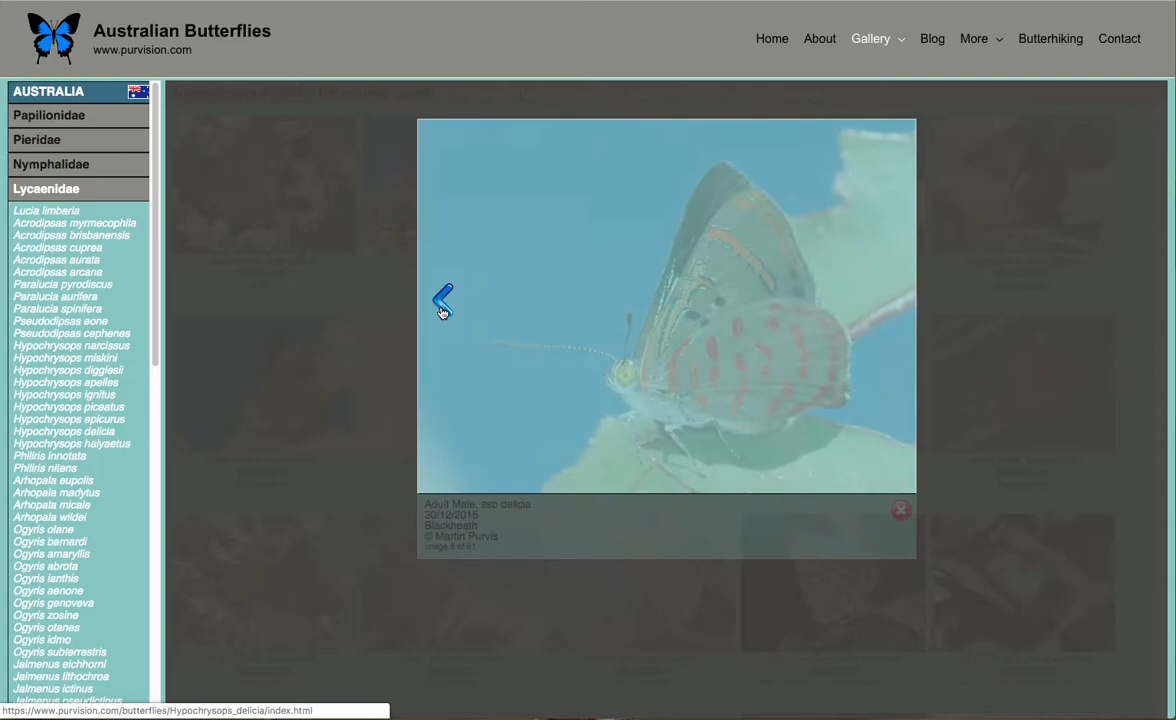 Australian Butterflies
www.purvision.com
Home About Gallery Blog More Butterhiking Contact
AUSTRALIA
Papilionidae
Pieridae
Nymphalidae
Lycaenidae
Lucia limbaria
Acrodipsas myrmecophila
Acrodipsas brisbanensis
Acrodipsas cuprea
Acrodipsas aurata
Acrodipsas arcana
Paralucia pyrodiscus
Paralucia aurifera
Paralucia spinifera
Pseudodipsas eone
Pseudodipsas cephenes
Hypochrysops narcissus
Hypochrysops miskini
Hypochrysops digglesii
Hypochrysops apelles
Hypochrysops ignitus
Hypochrysops piceatus
Hypochrysops epicurus
Hypochrysops delicia
Hypochrysops halyaetus
Philiris innotata
Philiris nitens
Arhopala eupolis
Arhopala madytus
Arhopala micale
Arhopala wildei
Ogyris olane
Ogyris barnardi
Ogyris amaryllis
Ogyris abrota
Ogyris ianthis
Ogyris aenone
Ogyris genoveva
Ogyris zosine
Ogyris otanes
Ogyris idmo
Ogyris subterrestris
Jalmenus eichhorni
Jalmenus lithochroa
Jalmenus ictinus
Jalmenus pseudictinus
Adult Male, ssp delicia
30/12/2015
Blackheath
© Martin Purvis
Image 8 of 61
https://www.purvision.com/butterflies/Hypochrysops_delicia/index.html